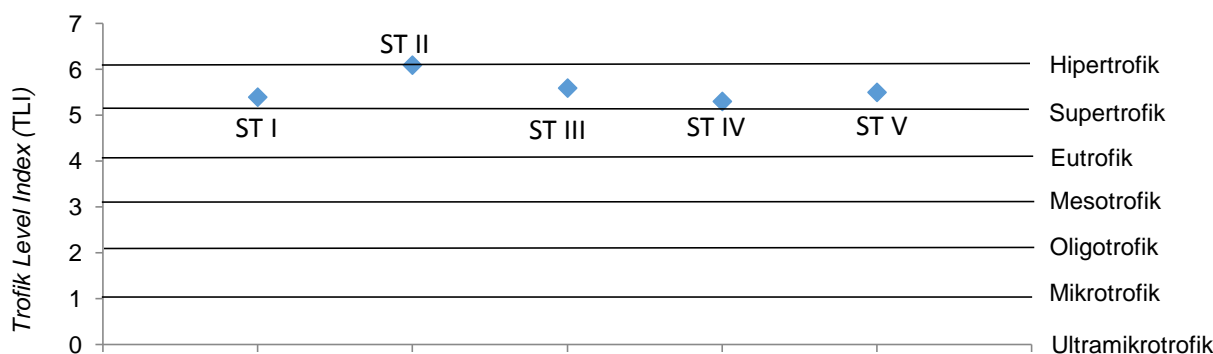 Trofik Level Index (TLI)
7
6
5
4
3
2
1
0
ST I
ST II
ST III
ST IV
ST V
Hipertrofik
Supertrofik
Eutrofik
Mesotrofik
Oligotrofik
Mikrotrofik
Ultramikrotrofik